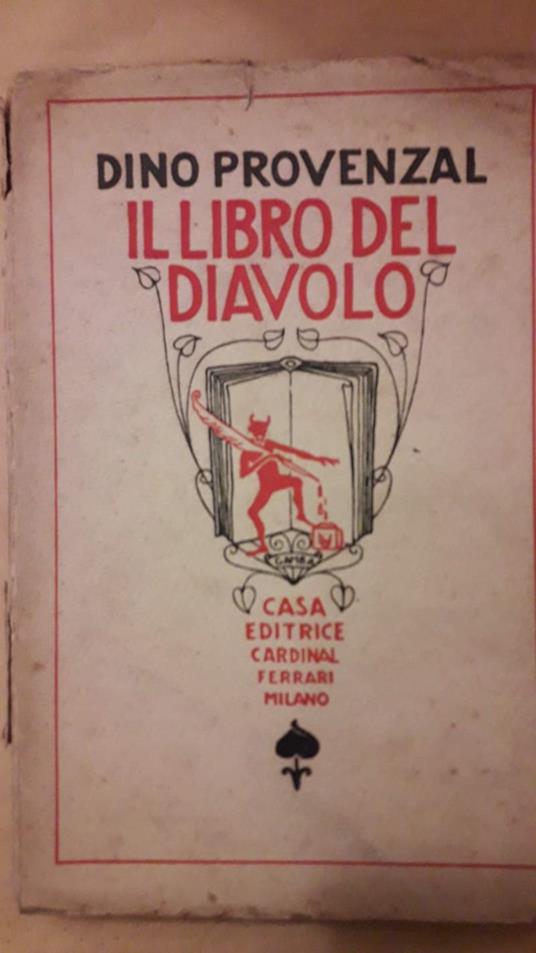 DINO PROVENZAL
IL LIBRO DEL
DIAVOLO
CASA
EDITRICE
CARDINAL
FERRARI
MILANO